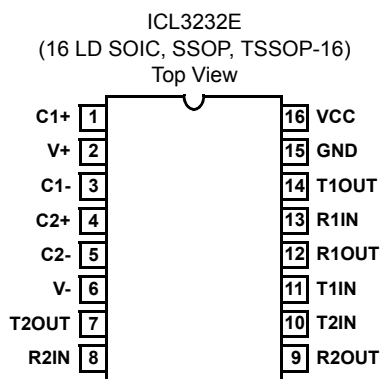 ICL3232E
(16 LD SOIC, SSOP, TSSOP-16)
Top View
C1+ 1 16 VCC
V+ 2 15 GND
C1- 3 14 T1OUT
C2+ 4 13 R1IN
C2- 5 12 R1OUT
V- 6 11 T1IN
T2OUT 7 10 T2IN
R2IN 8 9 R2OUT